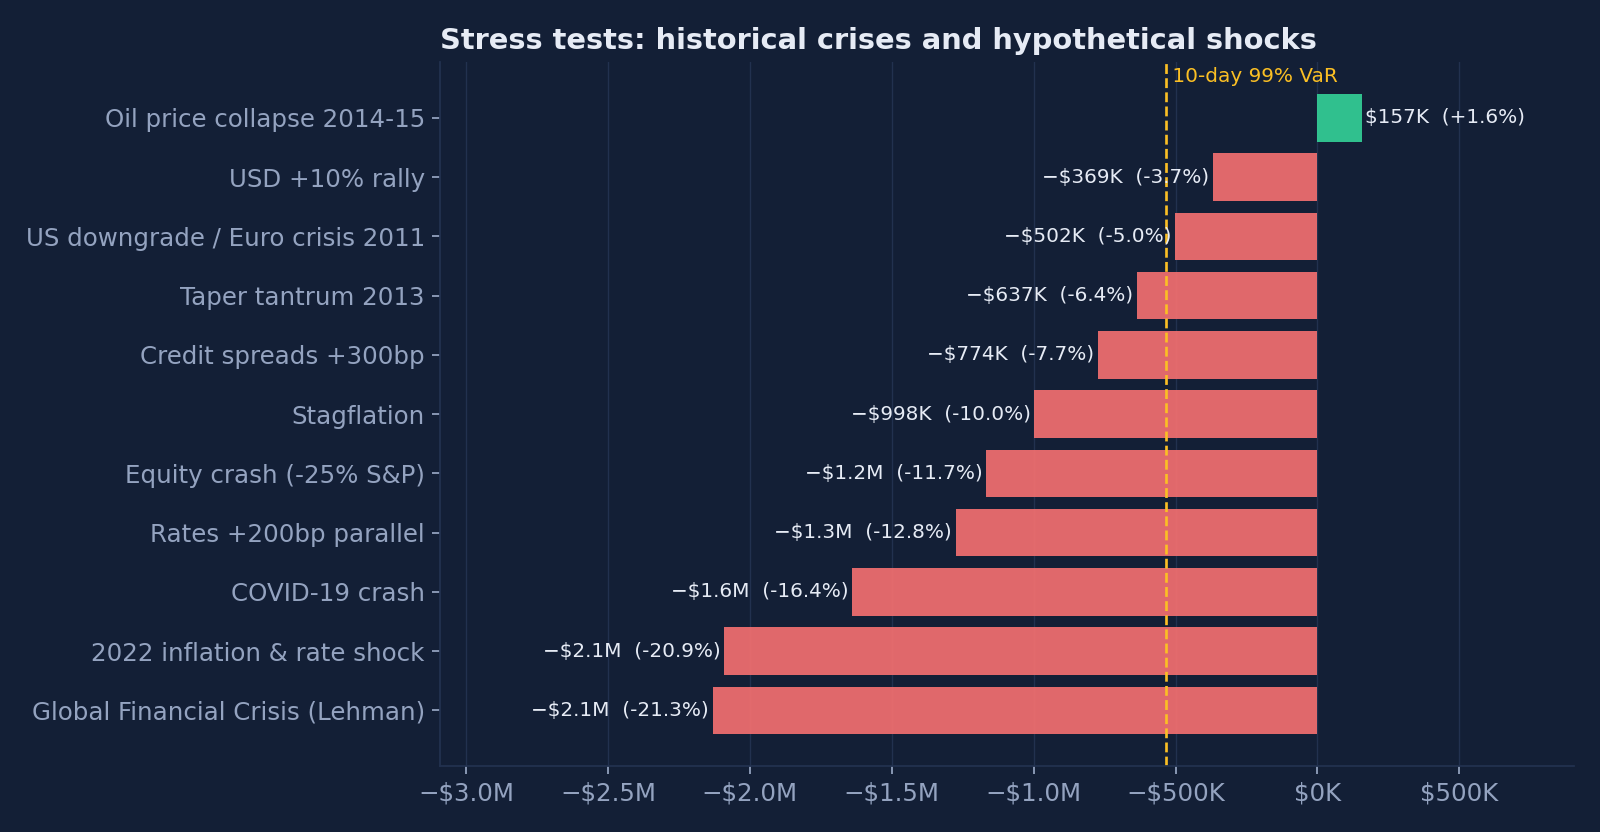 Stress tests: historical crises and hypothetical shocks
10-day 99% VaR
Oil price collapse 2014-15 $157K (+1.6%)
USD +10% rally −$369K (-3.7%)
US downgrade / Euro crisis 2011 −$502K (-5.0%)
Taper tantrum 2013 −$637K (-6.4%)
Credit spreads +300bp −$774K (-7.7%)
Stagflation −$998K (-10.0%)
Equity crash (-25% S&P) −$1.2M (-11.7%)
Rates +200bp parallel −$1.3M (-12.8%)
COVID-19 crash −$1.6M (-16.4%)
2022 inflation & rate shock −$2.1M (-20.9%)
Global Financial Crisis (Lehman) −$2.1M (-21.3%)
−$3.0M −$2.5M −$2.0M −$1.5M −$1.0M −$500K $0K $500K